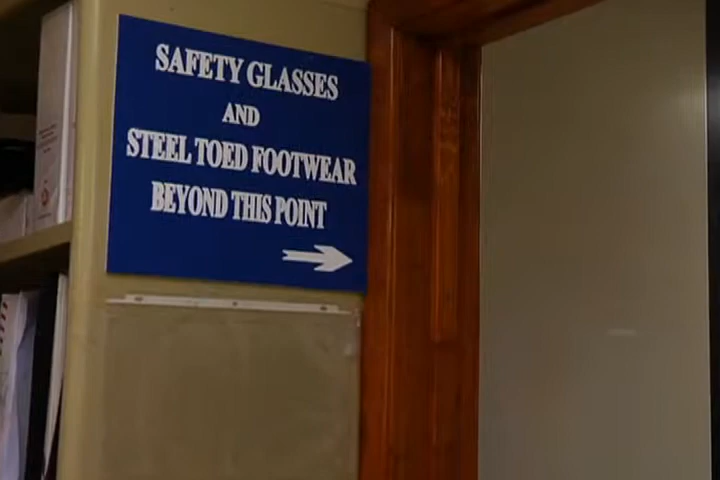 SAFETY GLASSES
AND
STEEL TOED FOOTWEAR
BEYOND THIS POINT